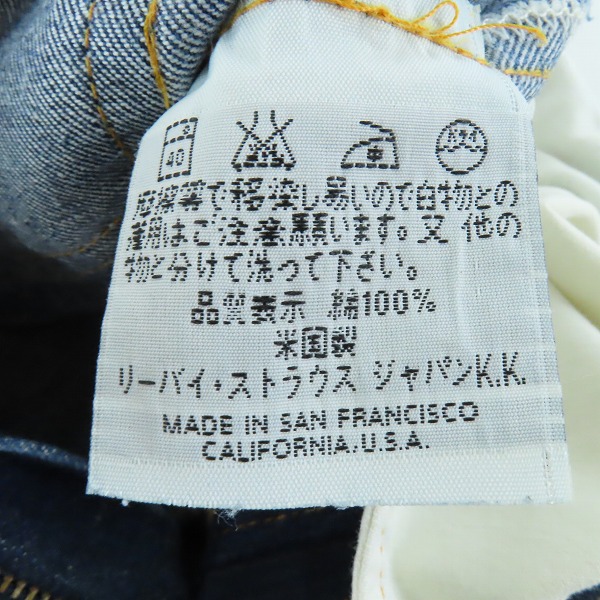 40
摩擦等で移染し易いので白物との
着用はご注意願います。又 他の
物と分けて洗って下さい。
品質表示 綿100%
米国製
リーバイ・ストラウス ジャパンK.K.
MADE IN SAN FRANCISCO
CALIFORNIA.U.S.A.